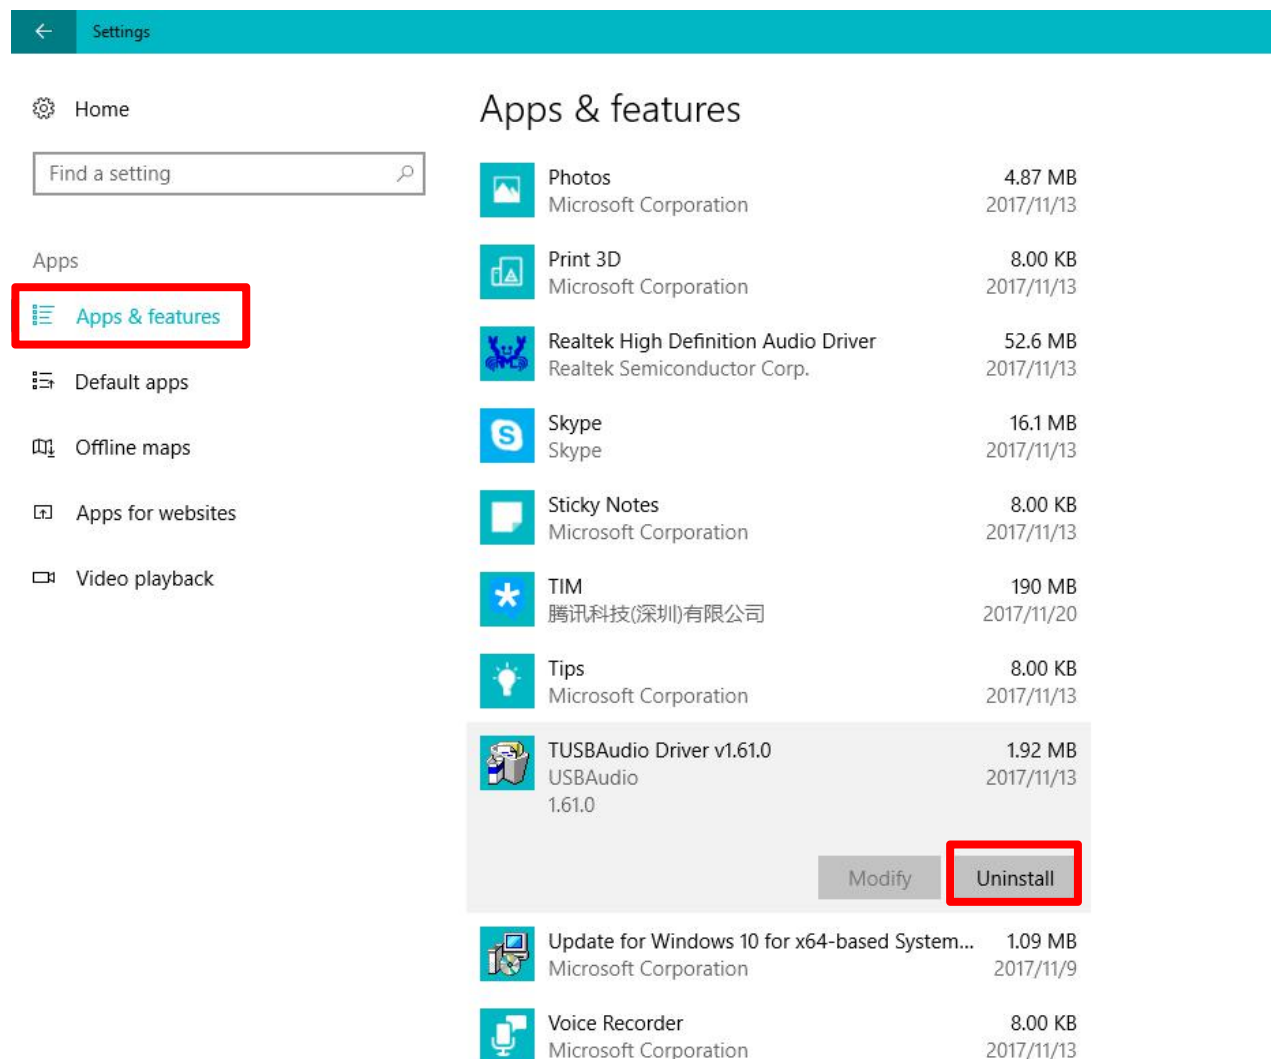 Settings
Home
Find a setting
Apps
Apps & features
Default apps
Offline maps
Apps for websites
Video playback
Apps & features
Photos 4.87 MB
Microsoft Corporation 2017/11/13
Print 3D 8.00 KB
Microsoft Corporation 2017/11/13
Realtek High Definition Audio Driver 52.6 MB
Realtek Semiconductor Corp. 2017/11/13
Skype 16.1 MB
Skype 2017/11/13
Sticky Notes 8.00 KB
Microsoft Corporation 2017/11/13
TIM 190 MB
腾讯科技(深圳)有限公司 2017/11/20
Tips 8.00 KB
Microsoft Corporation 2017/11/13
TUSBAudio Driver v1.61.0 1.92 MB
USBAudio 2017/11/13
1.61.0
Modify Uninstall
Update for Windows 10 for x64-based System... 1.09 MB
Microsoft Corporation 2017/11/9
Voice Recorder 8.00 KB
Microsoft Corporation 2017/11/13